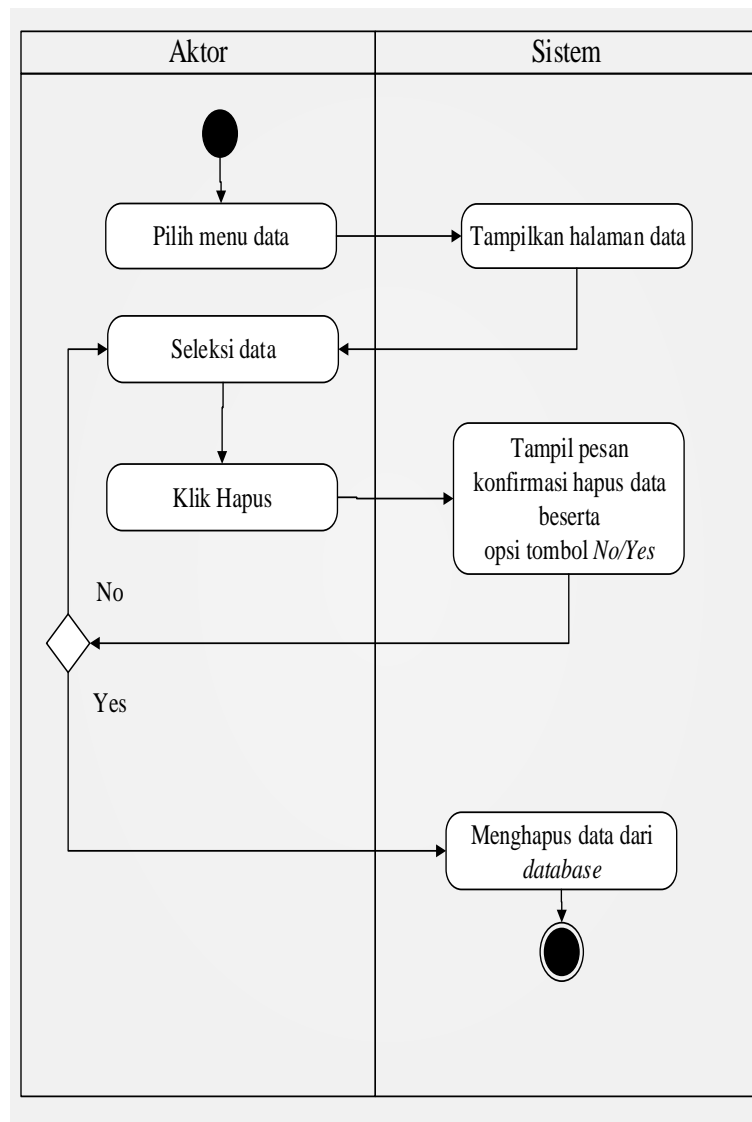 Aktor
Sistem
Pilih menu data
Tampilkan halaman data
Seleksi data
Klik Hapus
Tampil pesan
konfirmasi hapus data
beserta
opsi tombol No/Yes
No
Yes
Menghapus data dari
database